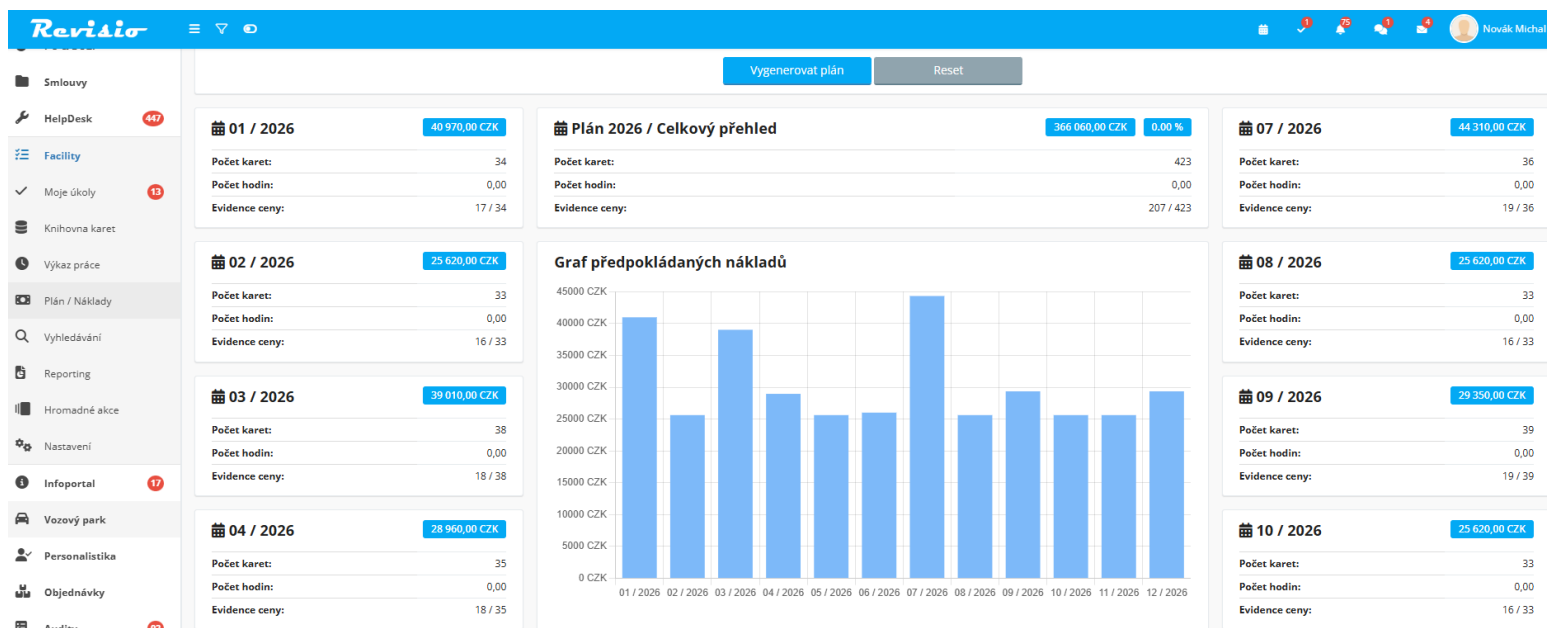 Revisio
1
75
1
4
Novák Michal
Smlouvy
HelpDesk 447
Facility
Moje úkoly 13
Knihovna karet
Výkaz práce
Plán / Náklady
Vyhledávání
Reporting
Hromadné akce
Nastavení
Infoportal 17
Vozový park
Personalistika
Objednávky
Vygenerovat plán Reset
01 / 2026 40 970,00 CZK
Počet karet: 34
Počet hodin: 0,00
Evidence ceny: 17 / 34
02 / 2026 25 620,00 CZK
Počet karet: 33
Počet hodin: 0,00
Evidence ceny: 16 / 33
03 / 2026 39 010,00 CZK
Počet karet: 38
Počet hodin: 0,00
Evidence ceny: 18 / 38
04 / 2026 28 960,00 CZK
Počet karet: 35
Počet hodin: 0,00
Evidence ceny: 18 / 35
Plán 2026 / Celkový přehled 366 060,00 CZK 0.00 %
Počet karet: 423
Počet hodin: 0,00
Evidence ceny: 207 / 423
Graf předpokládaných nákladů
45000 CZK
40000 CZK
35000 CZK
30000 CZK
25000 CZK
20000 CZK
15000 CZK
10000 CZK
5000 CZK
0 CZK
01 / 2026 02 / 2026 03 / 2026 04 / 2026 05 / 2026 06 / 2026 07 / 2026 08 / 2026 09 / 2026 10 / 2026 11 / 2026 12 / 2026
07 / 2026 44 310,00 CZK
Počet karet: 36
Počet hodin: 0,00
Evidence ceny: 19 / 36
08 / 2026 25 620,00 CZK
Počet karet: 33
Počet hodin: 0,00
Evidence ceny: 16 / 33
09 / 2026 29 350,00 CZK
Počet karet: 39
Počet hodin: 0,00
Evidence ceny: 19 / 39
10 / 2026 25 620,00 CZK
Počet karet: 33
Počet hodin: 0,00
Evidence ceny: 16 / 33